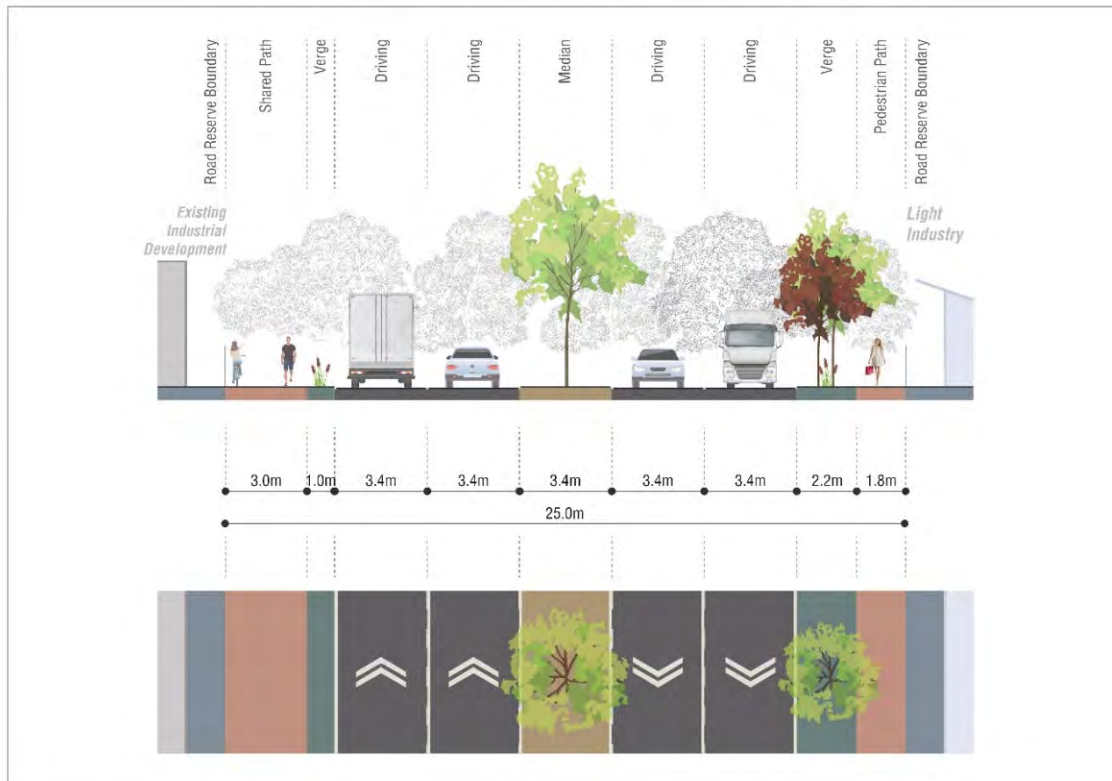 Road Reserve Boundary
Shared Path
Verge
Driving
Driving
Median
Driving
Driving
Verge
Pedestrian Path
Road Reserve Boundary
Existing
Industrial
Development
Light
Industry
3.0m
1.0m
3.4m
3.4m
3.4m
3.4m
3.4m
2.2m
1.8m
25.0m